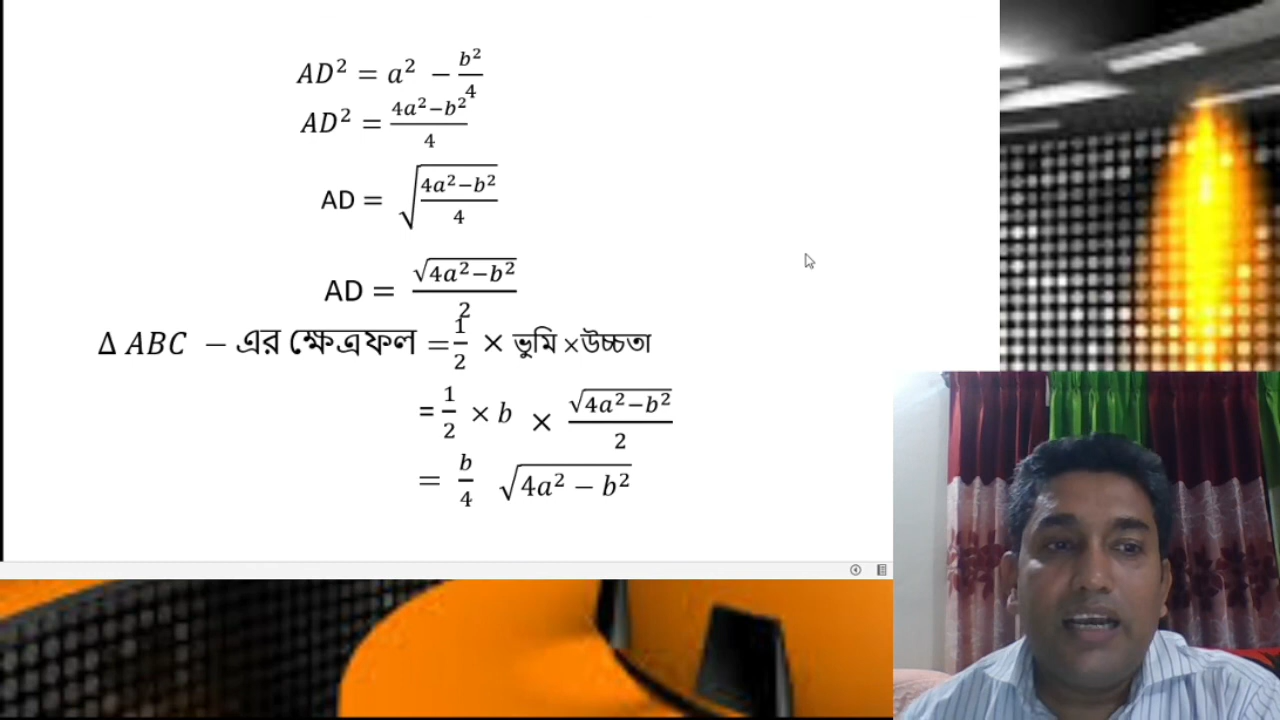 AD² = a² − b²/4
AD² = 4a²−b²/4
AD = √(4a²−b²/4)
AD = √(4a²−b²)/2
Δ ABC − এর ক্ষেত্রফল = 1/2 × ভুমি ×উচ্চতা
= 1/2 × b × √(4a²−b²)/2
= b/4 √(4a² − b²)